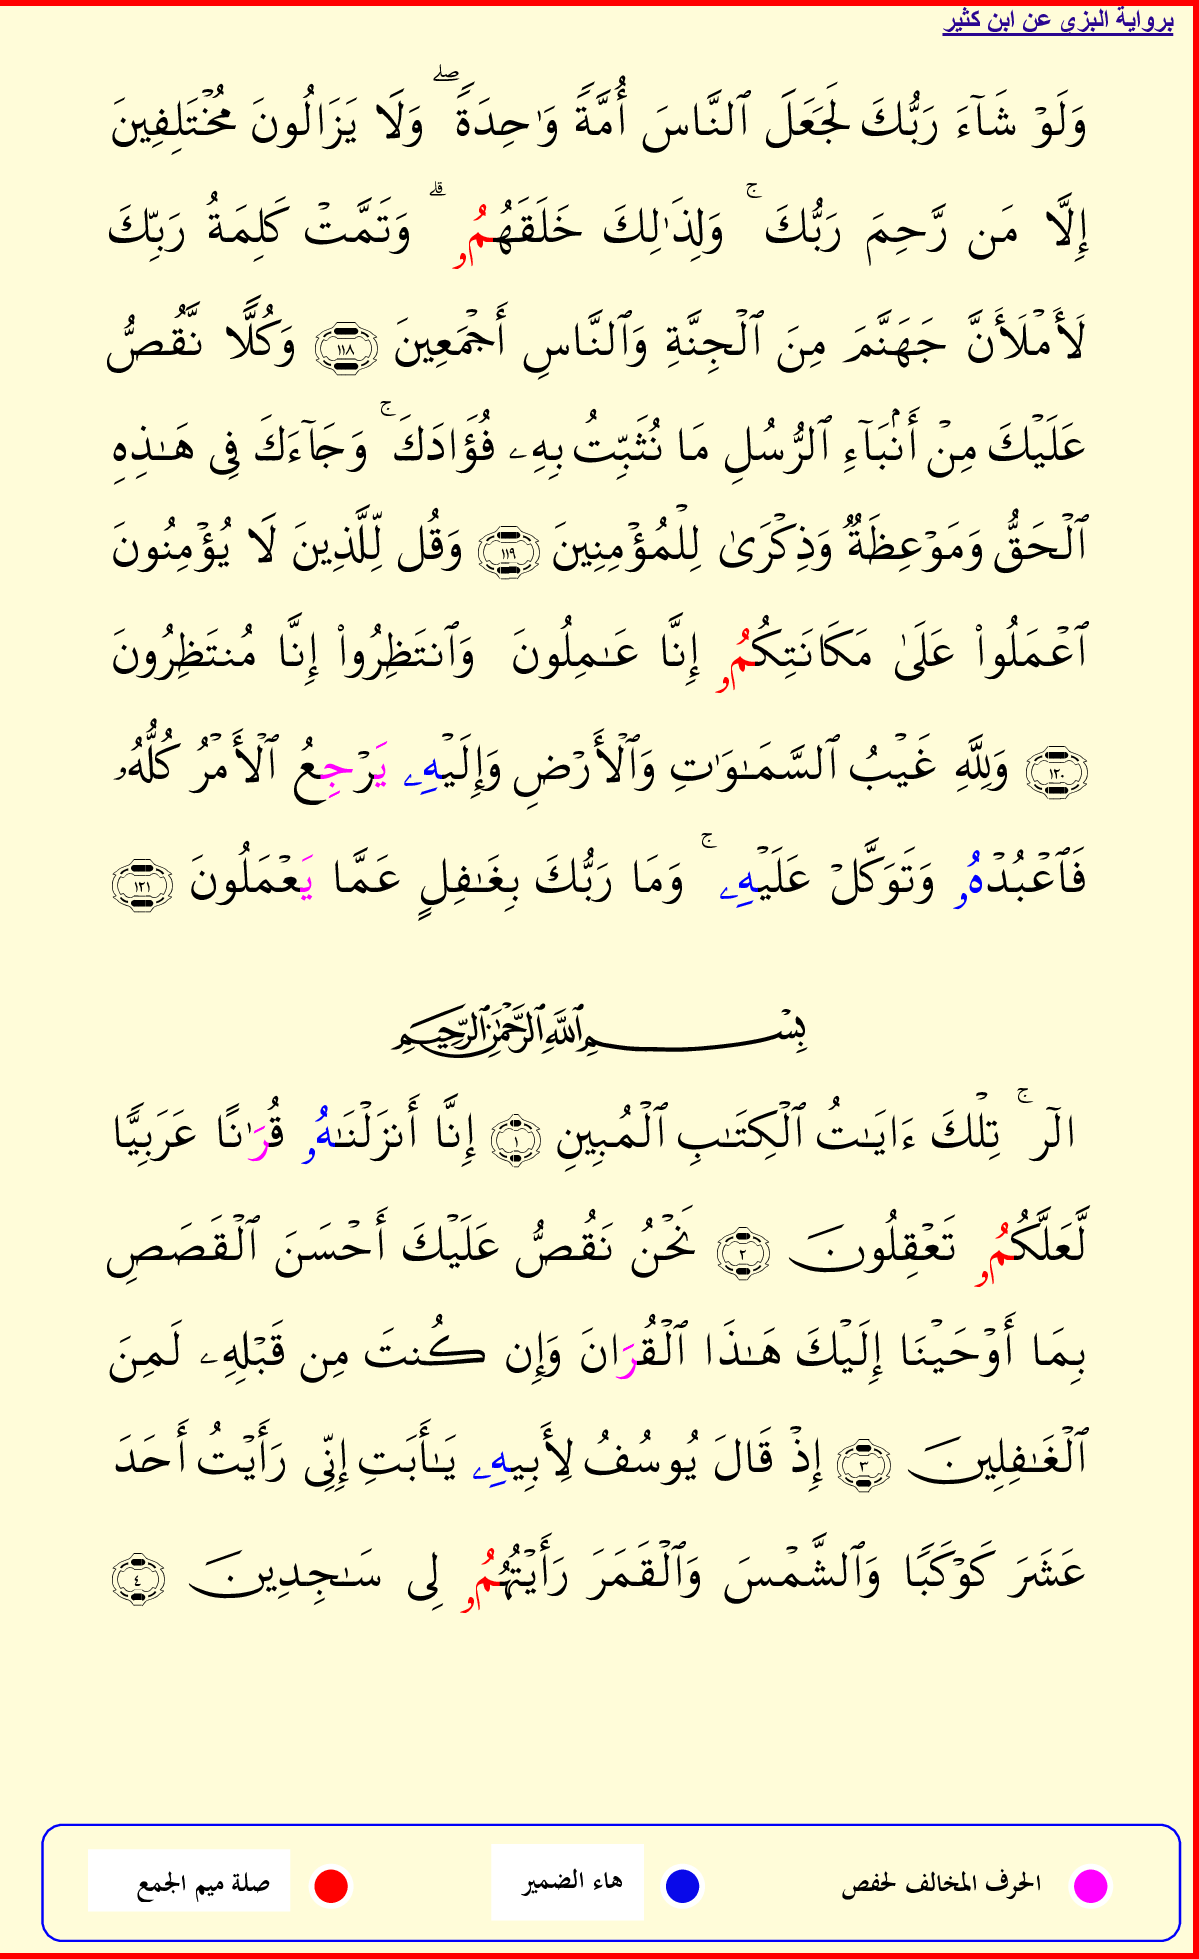 برواية البزي عن ابن كثير
وَلَوۡ شَآءَ رَبُّكَ لَجَعَلَ ٱلنَّاسَ أُمَّةٗ وَٰحِدَةٗۖ وَلَا يَزَالُونَ مُخۡتَلِفِينَ
إِلَّا مَن رَّحِمَ رَبُّكَۚ وَلِذَٰلِكَ خَلَقَهُمُۥۗ وَتَمَّتۡ كَلِمَةُ رَبِّكَ
لَأَمۡلَأَنَّ جَهَنَّمَ مِنَ ٱلۡجِنَّةِ وَٱلنَّاسِ أَجۡمَعِينَ ١١٨ وَكُلّٗا نَّقُصُّ
عَلَيۡكَ مِنۡ أَنۢبَآءِ ٱلرُّسُلِ مَا نُثَبِّتُ بِهِۦ فُؤَادَكَۚ وَجَآءَكَ فِي هَٰذِهِ
ٱلۡحَقُّ وَمَوۡعِظَةٞ وَذِكۡرَىٰ لِلۡمُؤۡمِنِينَ ١١٩ وَقُل لِّلَّذِينَ لَا يُؤۡمِنُونَ
ٱعۡمَلُواْ عَلَىٰ مَكَانَتِكُمُۥ إِنَّا عَٰمِلُونَ وَٱنتَظِرُواْ إِنَّا مُنتَظِرُونَ
١٢٠ وَلِلَّهِ غَيۡبُ ٱلسَّمَٰوَٰتِ وَٱلۡأَرۡضِ وَإِلَيۡهِۦ يَرۡجِعُ ٱلۡأَمۡرُ كُلُّهُۥ
فَٱعۡبُدۡهُۥ وَتَوَكَّلۡ عَلَيۡهِۦۚ وَمَا رَبُّكَ بِغَٰفِلٍ عَمَّا يَعۡمَلُونَ ١٢١
بِسۡمِ ٱللَّهِ ٱلرَّحۡمَٰنِ ٱلرَّحِيمِ
الٓرۚ تِلۡكَ ءَايَٰتُ ٱلۡكِتَٰبِ ٱلۡمُبِينِ ١ إِنَّا أَنزَلۡنَٰهُۥ قُرَٰنًا عَرَبِيّٗا
لَّعَلَّكُمُۥ تَعۡقِلُونَ ٢ نَحۡنُ نَقُصُّ عَلَيۡكَ أَحۡسَنَ ٱلۡقَصَصِ
بِمَا أَوۡحَيۡنَا إِلَيۡكَ هَٰذَا ٱلۡقُرَانَ وَإِن كُنتَ مِن قَبۡلِهِۦ لَمِنَ
ٱلۡغَٰفِلِينَ ٣ إِذۡ قَالَ يُوسُفُ لِأَبِيهِۦ يَٰأَبَتِ إِنِّي رَأَيۡتُ أَحَدَ
عَشَرَ كَوۡكَبٗا وَٱلشَّمۡسَ وَٱلۡقَمَرَ رَأَيۡتُهُمُۥ لِي سَٰجِدِينَ ٤
الحرف المخالف لحفص هاء الضمير صلة ميم الجمع